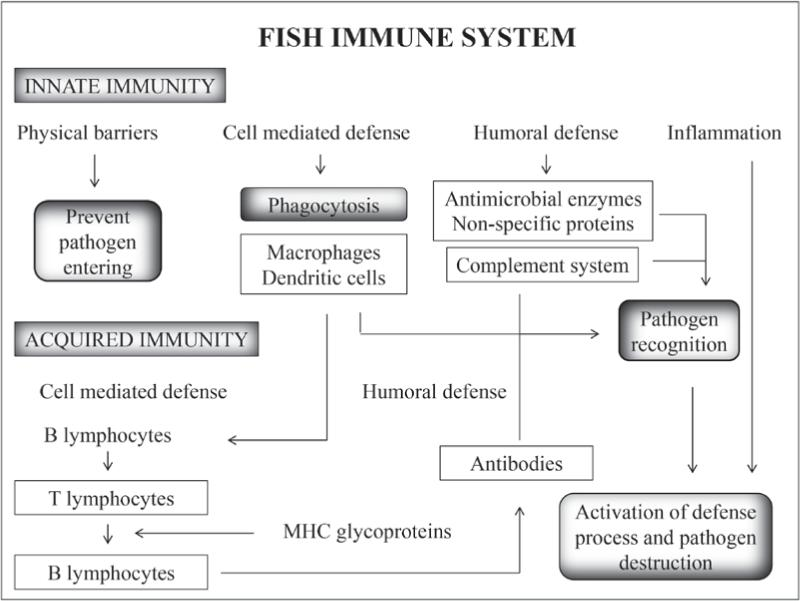 FISH IMMUNE SYSTEM
INNATE IMMUNITY
Physical barriers
Cell mediated defense
Humoral defense
Inflammation
Prevent
pathogen
entering
Phagocytosis
Macrophages
Dendritic cells
Antimicrobial enzymes
Non-specific proteins
Complement system
Pathogen
recognition
ACQUIRED IMMUNITY
Cell mediated defense
Humoral defense
B lymphocytes
T lymphocytes
MHC glycoproteins
B lymphocytes
Antibodies
Activation of defense
process and pathogen
destruction